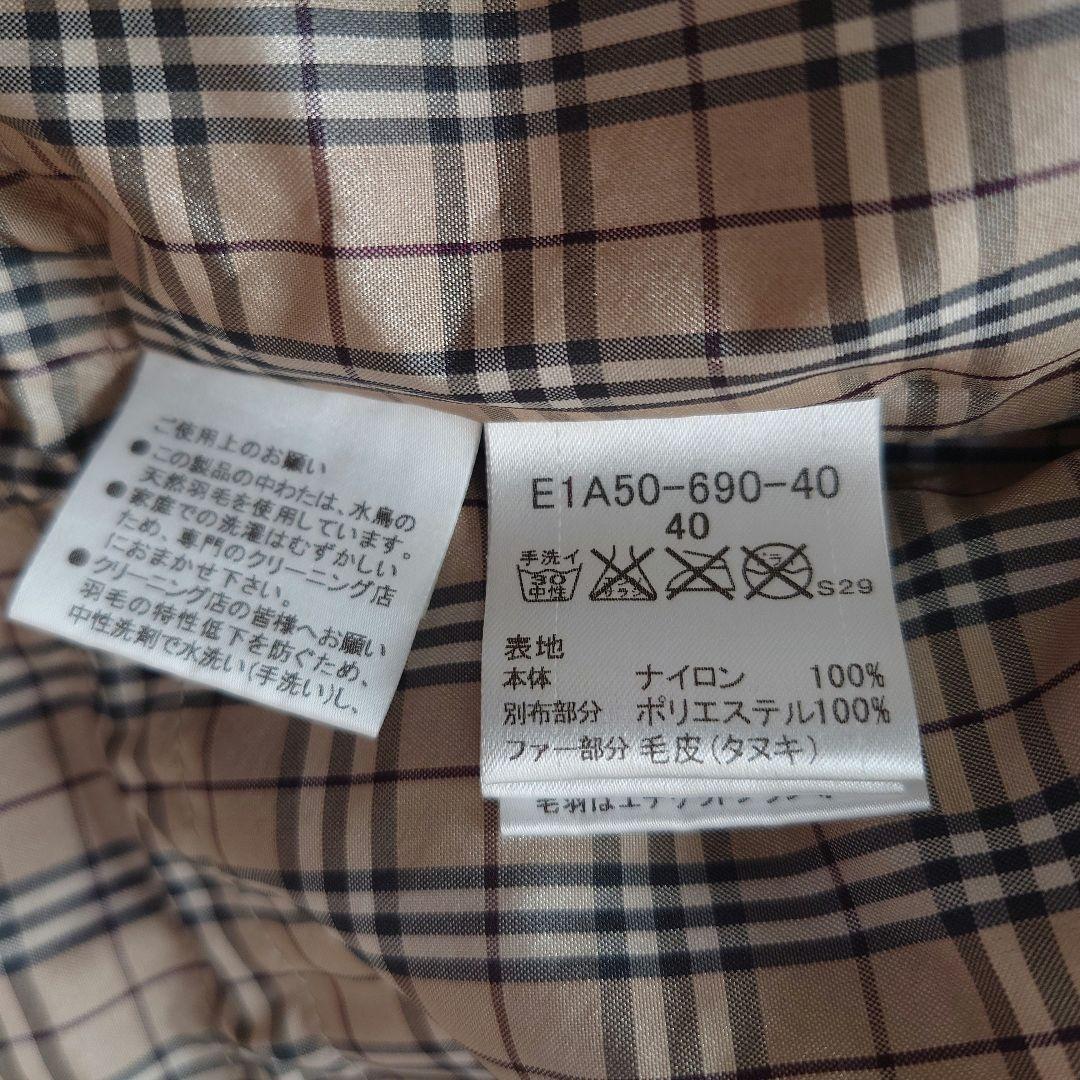 ご使用上のお願い
●この製品の中わたは、水鳥の
天然羽毛を使用しています。
●家庭での洗濯はむずかしい
ため、専門のクリーニング店
におまかせ下さい。
●クリーニング店の皆様へお願い
羽毛の特性低下を防ぐため、
中性洗剤で水洗い(手洗い)し、
E1A50-690-40
40
手洗イ
30
中性
S29
表地
本体 ナイロン 100%
別布部分 ポリエステル100%
ファー部分 毛皮(タヌキ)